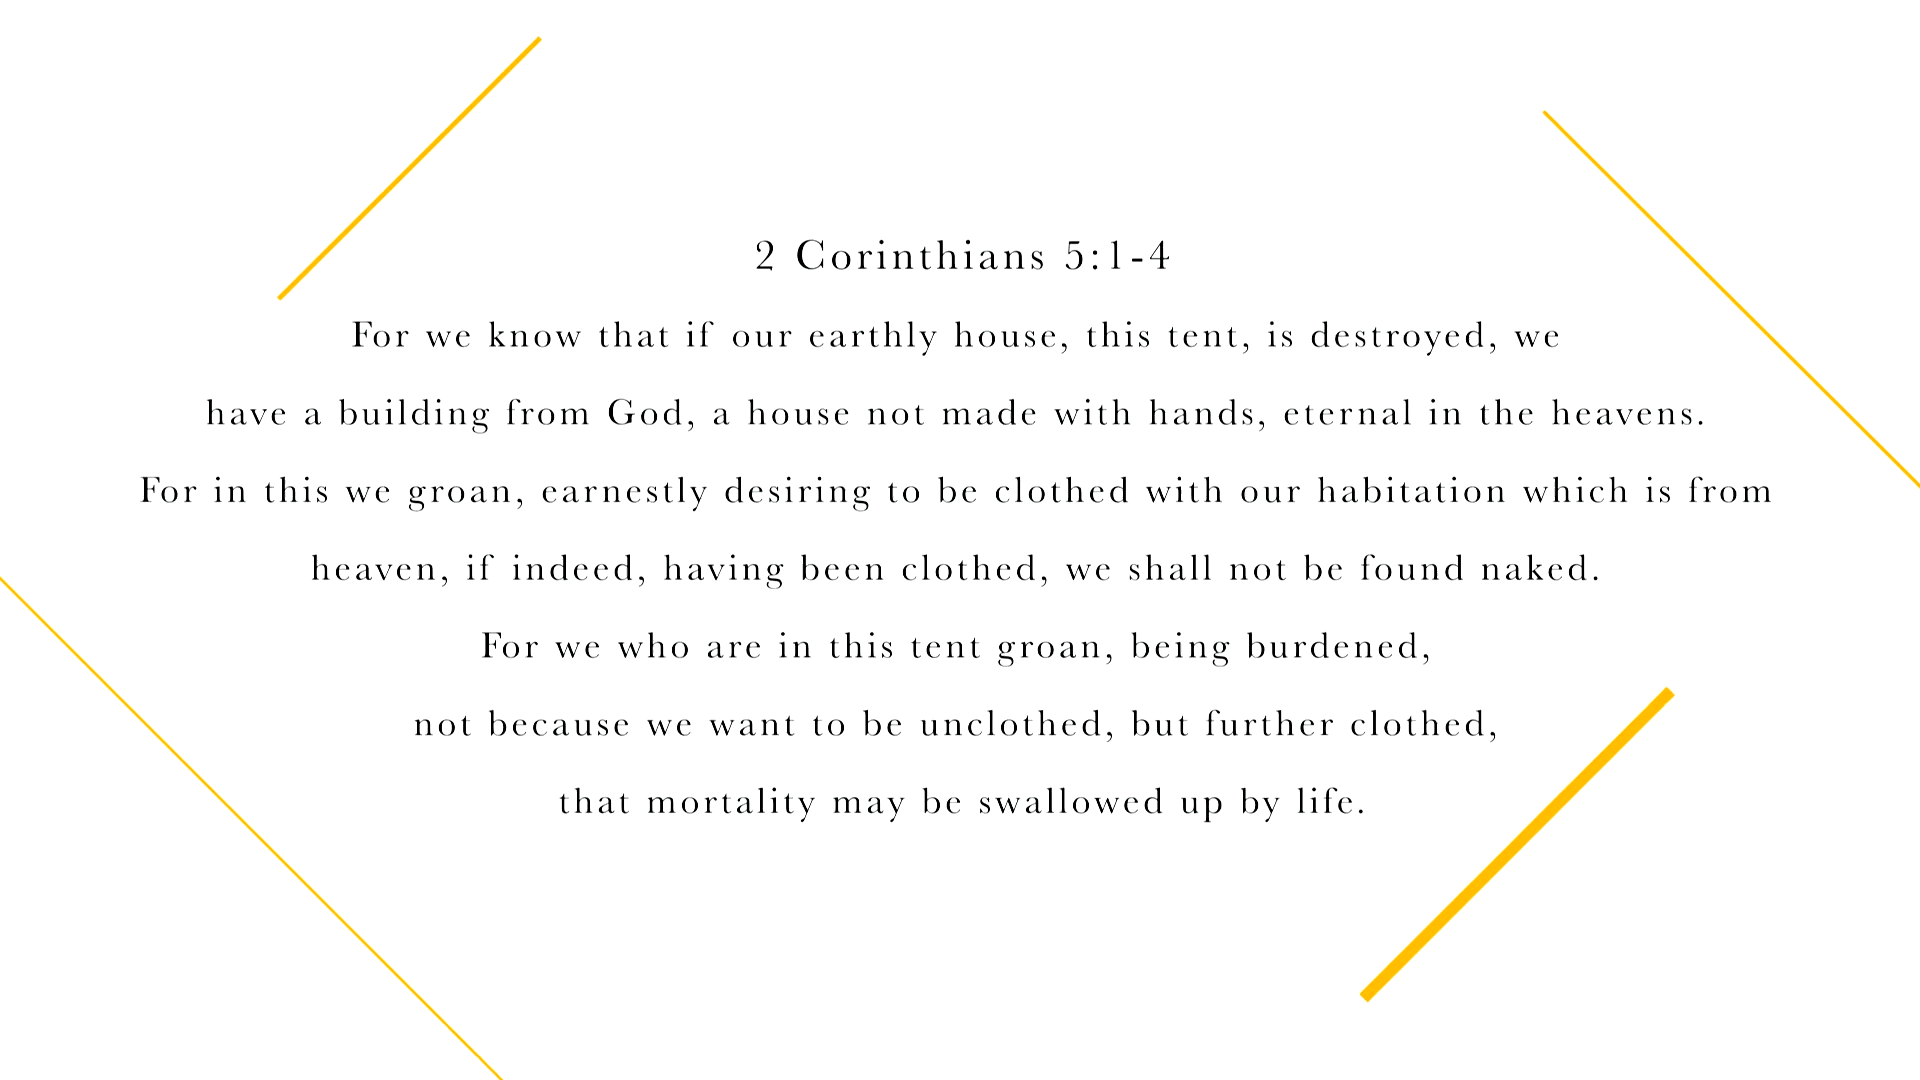 2 Corinthians 5:1-4
For we know that if our earthly house, this tent, is destroyed, we
have a building from God, a house not made with hands, eternal in the heavens.
For in this we groan, earnestly desiring to be clothed with our habitation which is from
heaven, if indeed, having been clothed, we shall not be found naked.
For we who are in this tent groan, being burdened,
not because we want to be unclothed, but further clothed,
that mortality may be swallowed up by life.